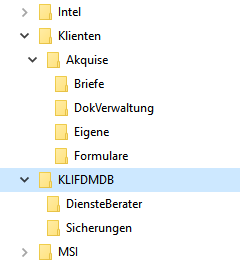 Intel
Klienten
Akquise
Briefe
DokVerwaltung
Eigene
Formulare
KLIFDMDB
DiensteBerater
Sicherungen
MSI